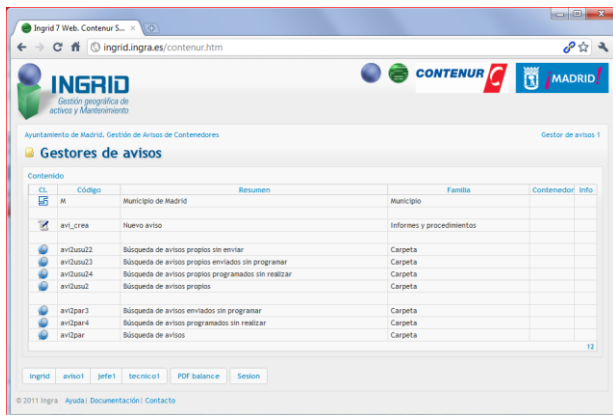 Ingrid 7 Web. Contenur S...
ingrid.ingra.es/contenur.htm
INGRID
Gestión geográfica de
activos y Mantenimiento
CONTENUR
¡MADRID!
Ayuntamiento de Madrid. Gestión de Avisos de Contenedores
Gestor de avisos 1
Gestores de avisos
Contenido
CL Código Resumen Familia Contenedor Info
M Municipio de Madrid Municipio
avi_crea Nuevo aviso Informes y procedimientos
avi2usu22 Búsqueda de avisos propios sin enviar Carpeta
avi2usu23 Búsqueda de avisos propios enviados sin programar Carpeta
avi2usu24 Búsqueda de avisos propios programados sin realizar Carpeta
avi2usu2 Búsqueda de avisos propios Carpeta
avi2par3 Búsqueda de avisos enviados sin programar Carpeta
avi2par4 Búsqueda de avisos programados sin realizar Carpeta
avi2par Búsqueda de avisos Carpeta
12
Ingrid aviso1 jefe1 tecnico1 PDF balance Sesion
© 2011 Ingra Ayuda| Documentación| Contacto